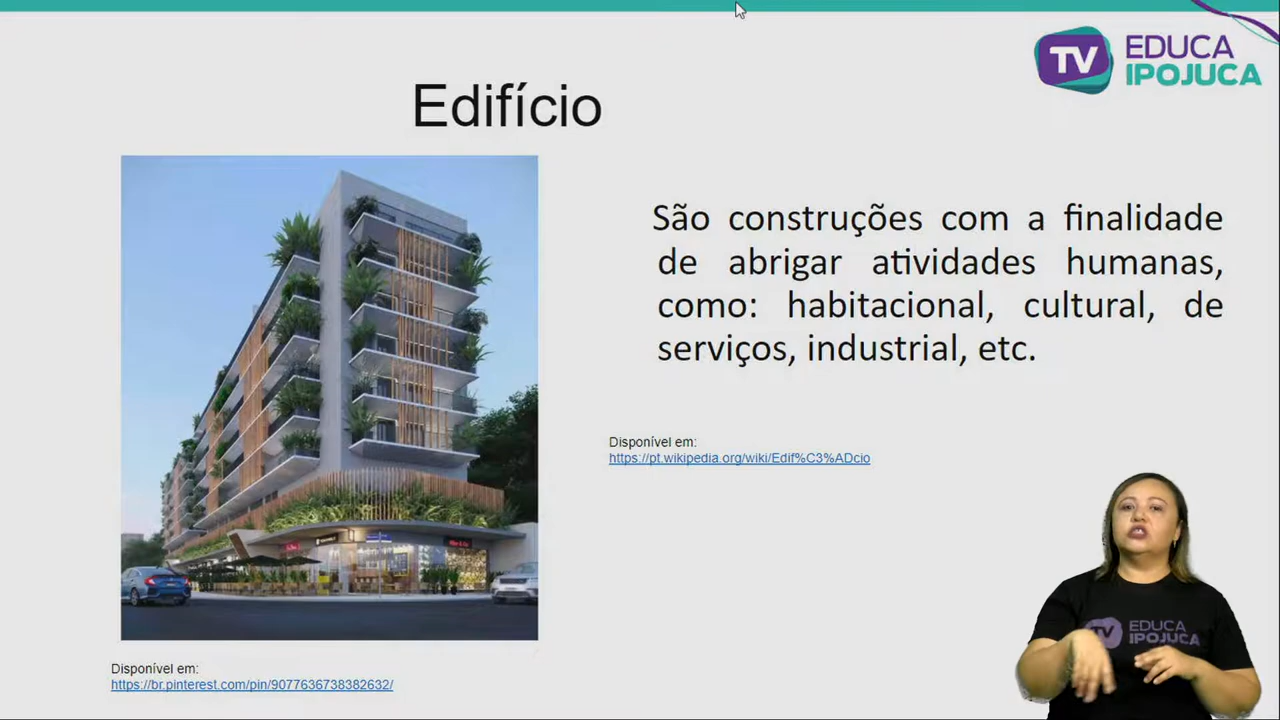 TV EDUCA
IPOJUCA
Edifício
São construções com a finalidade
de abrigar atividades humanas,
como: habitacional, cultural, de
serviços, industrial, etc.
Disponível em:
https://pt.wikipedia.org/wiki/Edif%C3%ADcio
Disponível em:
https://br.pinterest.com/pin/9077636738382632/
TV EDUCA
IPOJUCA